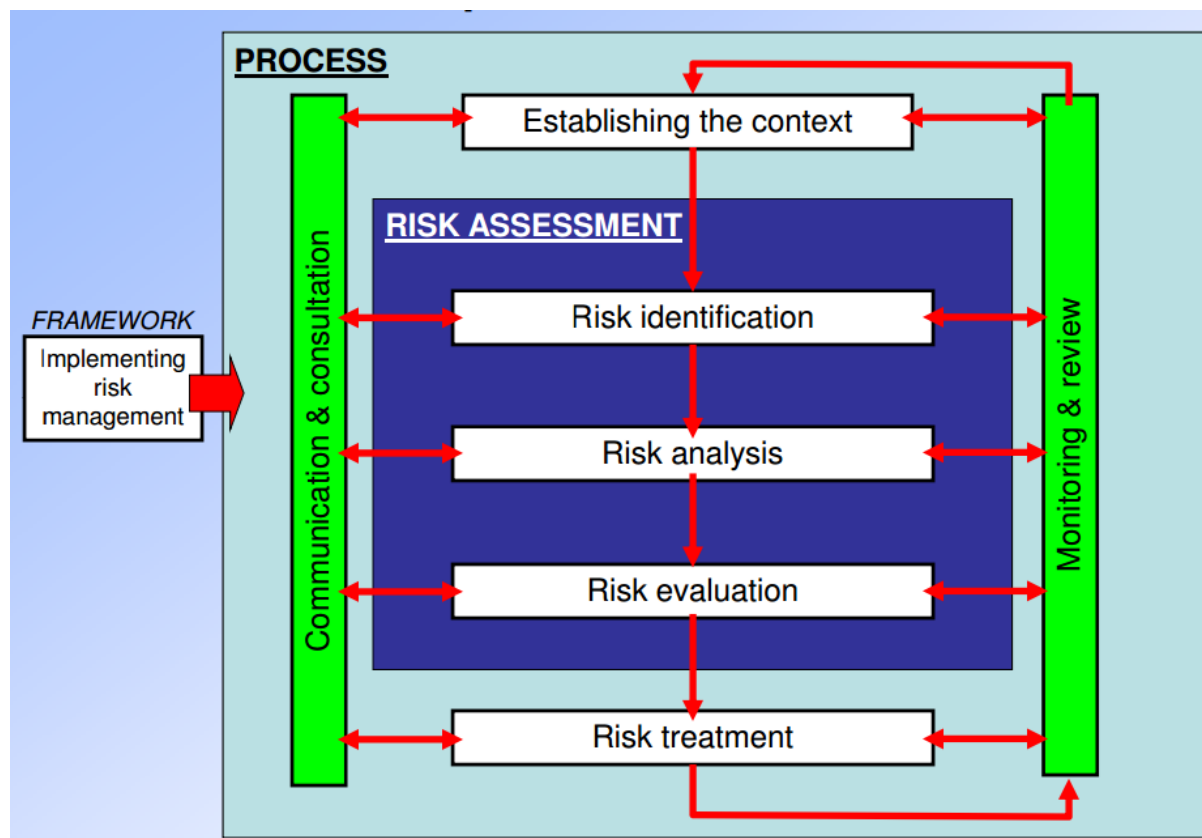 PROCESS
Establishing the context
RISK ASSESSMENT
Risk identification
FRAMEWORK
Implementing
risk
management
Communication & consultation
Monitoring & review
Risk analysis
Risk evaluation
Risk treatment